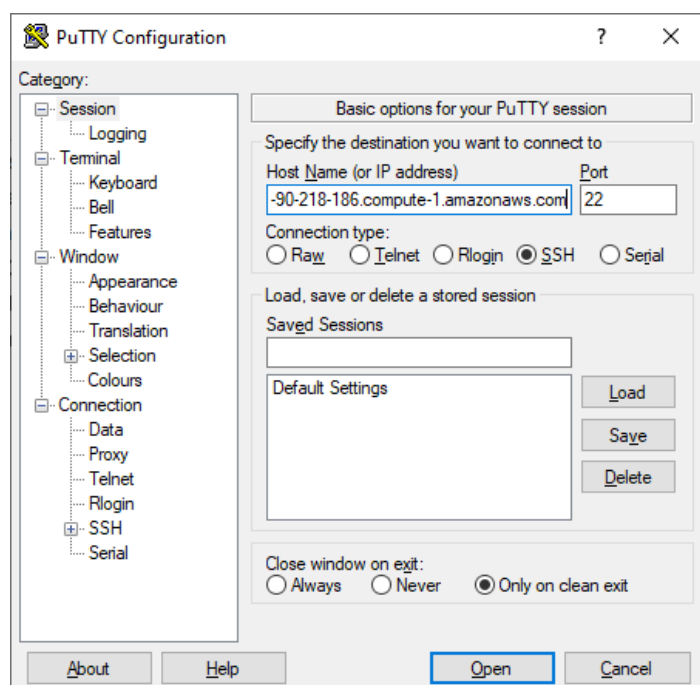 PuTTY Configuration
?
Category:
Session
Logging
Terminal
Keyboard
Bell
Features
Window
Appearance
Behaviour
Translation
Selection
Colours
Connection
Data
Proxy
Telnet
Rlogin
SSH
Serial
Basic options for your PuTTY session
Specify the destination you want to connect to
Host Name (or IP address) Port
-90-218-186.compute-1.amazonaws.com 22
Connection type:
Raw Telnet Rlogin SSH Serial
Load, save or delete a stored session
Saved Sessions
Default Settings
Load
Save
Delete
Close window on exit:
Always Never Only on clean exit
About Help Open Cancel